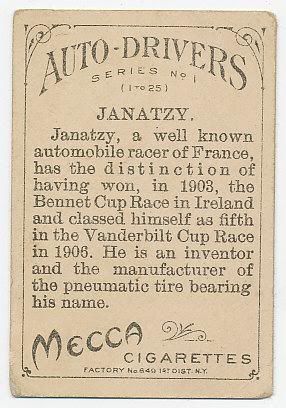 AUTO-DRIVERS
SERIES No 1
(1 TO 25)
JANATZY.
Janatzy, a well known
automobile racer of France,
has the distinction of
having won, in 1903, the
Bennet Cup Race in Ireland
and classed himself as fifth
in the Vanderbilt Cup Race
in 1906. He is an inventor
and the manufacturer of
the pneumatic tire bearing
his name.
MECCA
CIGARETTES
FACTORY No. 649 1ST DIST. N.Y.